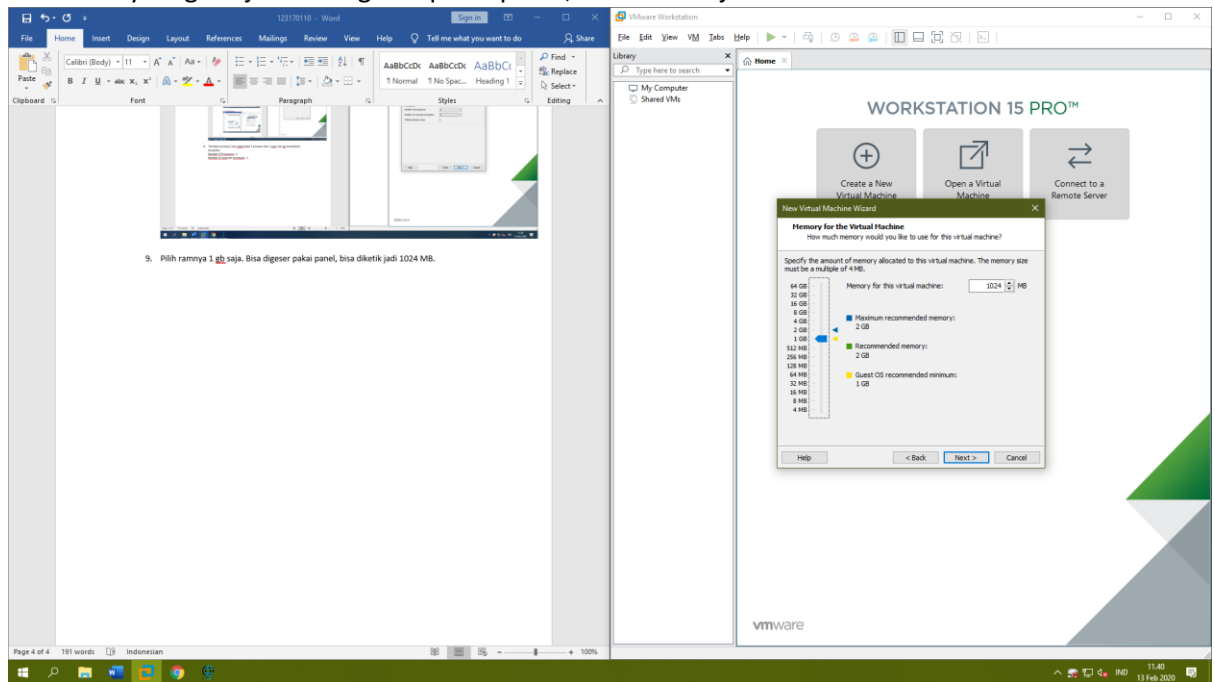 123170110 - Word
Sign in
File Home Insert Design Layout References Mailings Review View Help Tell me what you want to do Share
Paste
Calibri (Body) 11
AaBbCcDc AaBbCcDc AaBbCc
¶ Normal ¶ No Spac... Heading 1
Find
Replace
Select
Clipboard Font Paragraph Styles Editing
9. Pilih ramnya 1 gb saja. Bisa digeser pakai panel, bisa diketik jadi 1024 MB.
Page 4 of 4 191 words Indonesian 100%
VMware Workstation
File Edit View VM Tabs Help
Library
Type here to search
My Computer
Shared VMs
Home
WORKSTATION 15 PRO™
Create a New
Virtual Machine
Open a Virtual
Machine
Connect to a
Remote Server
New Virtual Machine Wizard
Memory for the Virtual Machine
How much memory would you like to use for this virtual machine?
Specify the amount of memory allocated to this virtual machine. The memory size
must be a multiple of 4 MB.
Memory for this virtual machine: 1024 MB
64 GB
32 GB
16 GB
8 GB
4 GB
2 GB
1 GB
512 MB
256 MB
128 MB
64 MB
32 MB
16 MB
8 MB
4 MB
Maximum recommended memory:
2 GB
Recommended memory:
2 GB
Guest OS recommended minimum:
1 GB
Help < Back Next > Cancel
vmware
IND
11.40
13 Feb 2020